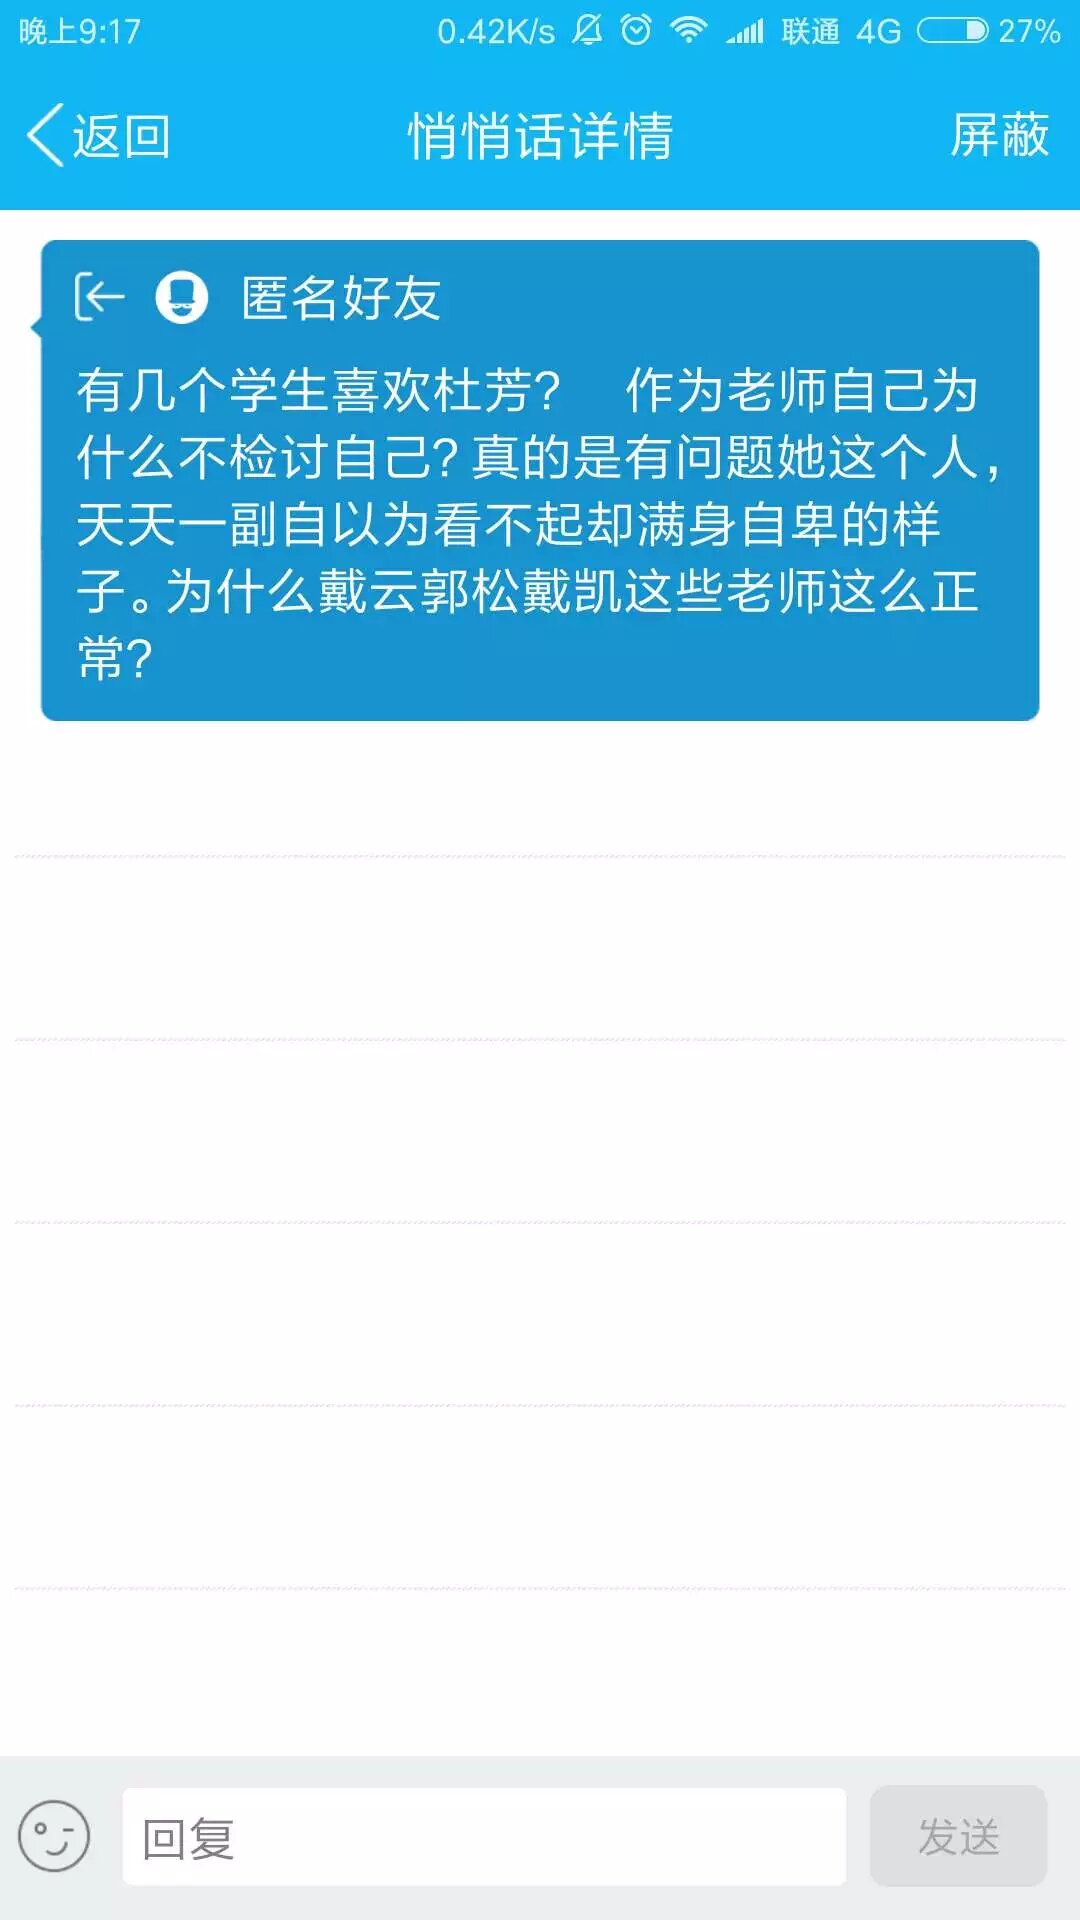 晚上9:17 0.42K/s 联通 4G 27%
返回 悄悄话详情 屏蔽
匿名好友
有几个学生喜欢杜芳? 作为老师自己为
什么不检讨自己?真的是有问题她这个人,
天天一副自以为看不起却满身自卑的样
子。为什么戴云郭松戴凯这些老师这么正
常?
回复 发送